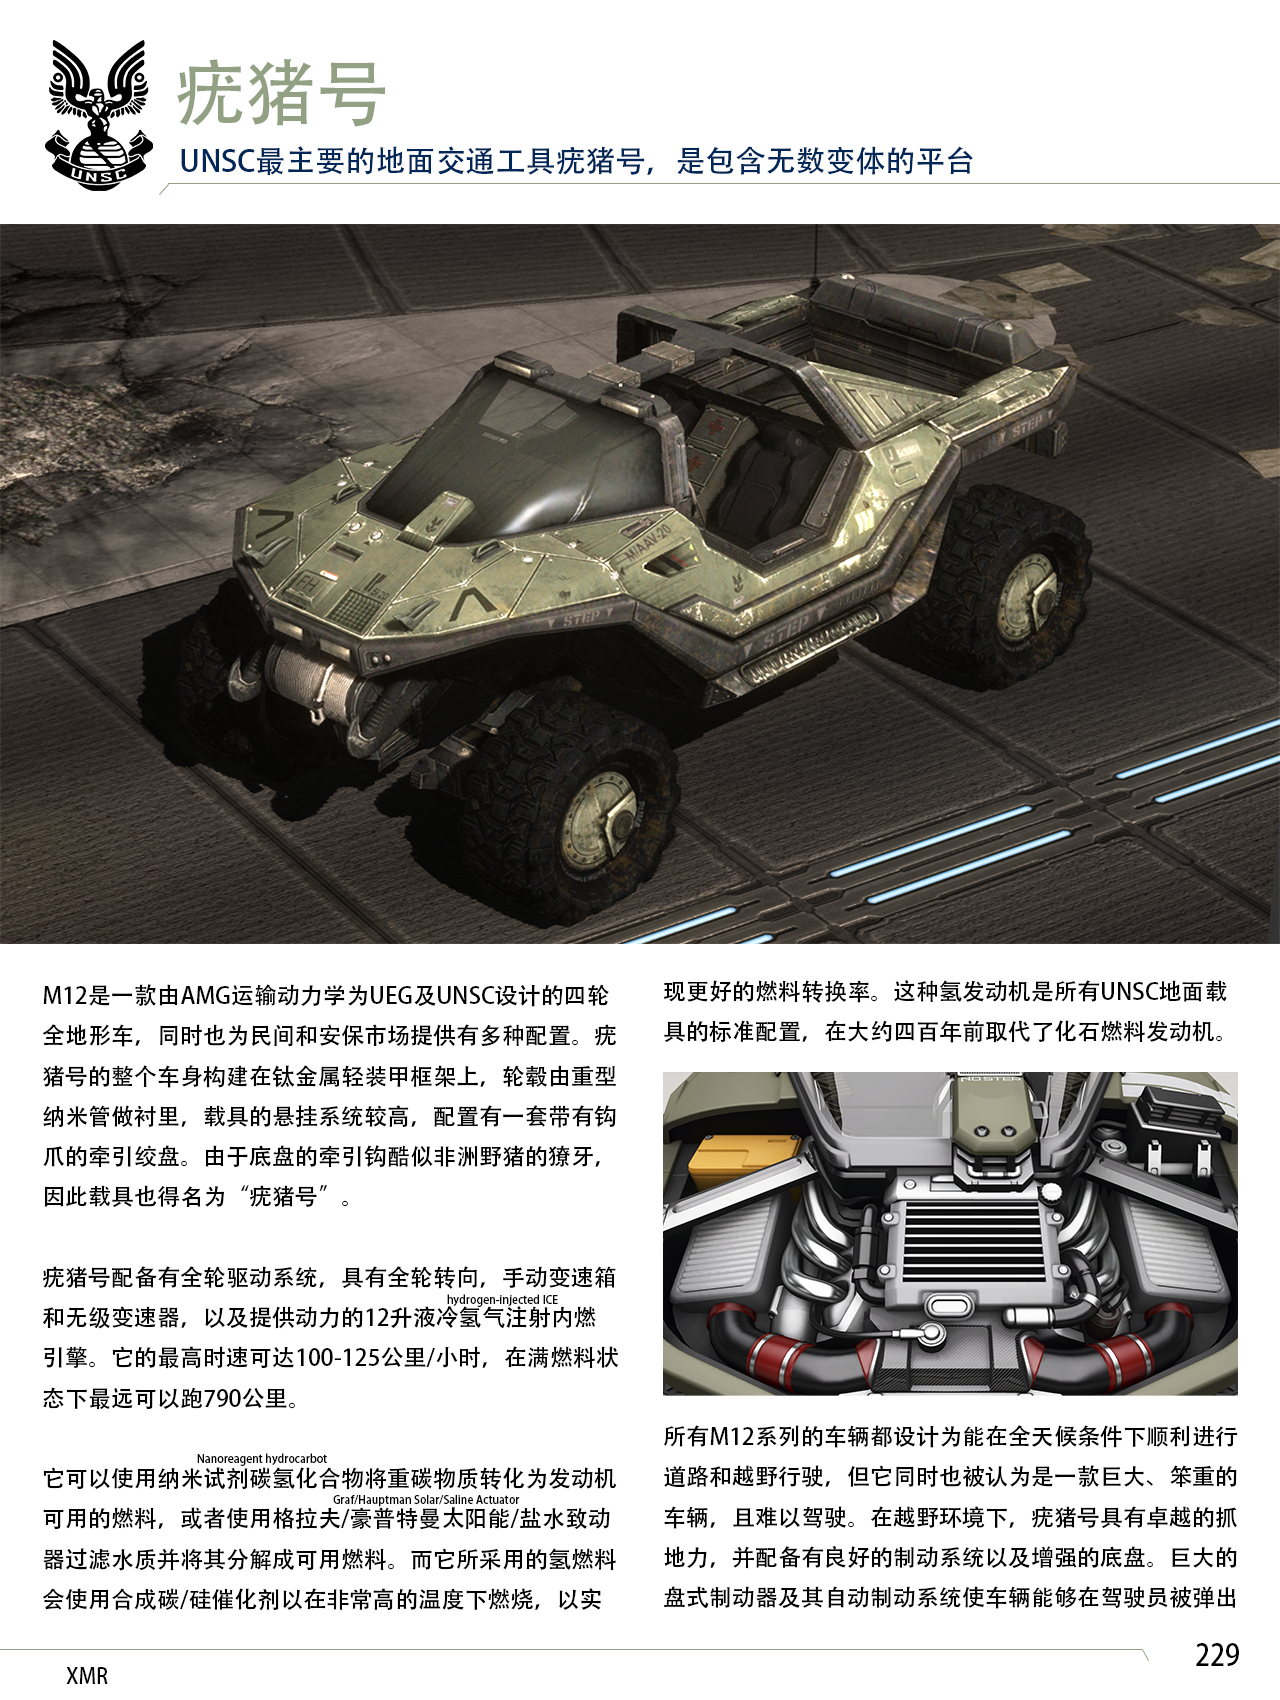 UNSC
疣猪号
UNSC最主要的地面交通工具疣猪号，是包含无数变体的平台
M/AAV-20
STEP
STEP
STEP
M12是一款由AMG运输动力学为UEG及UNSC设计的四轮
全地形车，同时也为民间和安保市场提供有多种配置。疣
猪号的整个车身构建在钛金属轻装甲框架上，轮毂由重型
纳米管做衬里，载具的悬挂系统较高，配置有一套带有钩
爪的牵引绞盘。由于底盘的牵引钩酷似非洲野猪的獠牙，
因此载具也得名为“疣猪号”。
疣猪号配备有全轮驱动系统，具有全轮转向，手动变速箱
hydrogen-injected ICE
和无级变速器，以及提供动力的12升液冷氢气注射内燃
引擎。它的最高时速可达100-125公里/小时，在满燃料状
态下最远可以跑790公里。
Nanoreagent hydrocarbot
它可以使用纳米试剂碳氢化合物将重碳物质转化为发动机
Graf/Hauptman Solar/Saline Actuator
可用的燃料，或者使用格拉夫/豪普特曼太阳能/盐水致动
器过滤水质并将其分解成可用燃料。而它所采用的氢燃料
会使用合成碳/硅催化剂以在非常高的温度下燃烧，以实
现更好的燃料转换率。这种氢发动机是所有UNSC地面载
具的标准配置，在大约四百年前取代了化石燃料发动机。
NO STEP
所有M12系列的车辆都设计为能在全天候条件下顺利进行
道路和越野行驶，但它同时也被认为是一款巨大、笨重的
车辆，且难以驾驶。在越野环境下，疣猪号具有卓越的抓
地力，并配备有良好的制动系统以及增强的底盘。巨大的
盘式制动器及其自动制动系统使车辆能够在驾驶员被弹出
229
XMR